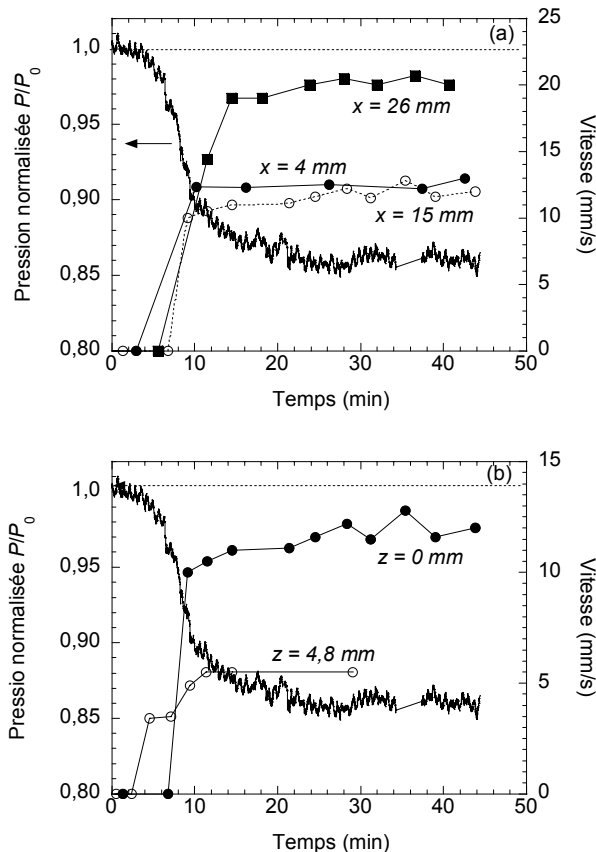 (a)
Pression normalisée P/P0
1,0
0,95
0,90
0,85
0,80
25
20
15
10
5
0
Vitesse (mm/s)
x = 26 mm
x = 4 mm
x = 15 mm
0 10 20 30 40 50
Temps (min)
(b)
Pressio normalisée P/P0
1,0
0,95
0,90
0,85
0,80
15
10
5
0
Vitesse (mm/s)
z = 0 mm
z = 4,8 mm
0 10 20 30 40 50
Temps (min)